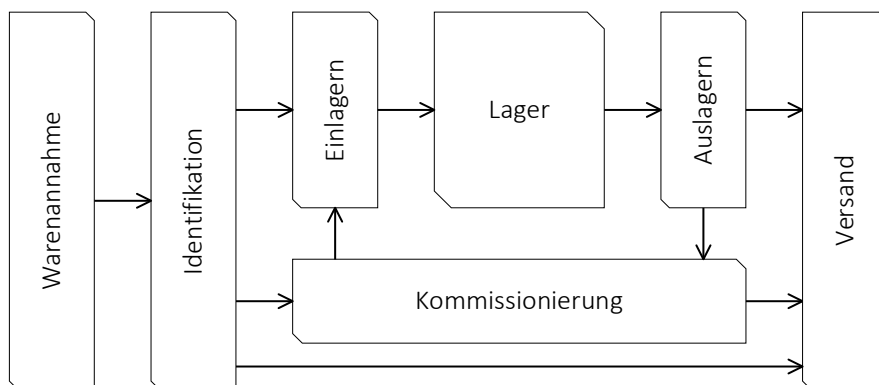 Warenannahme
Identifikation
Einlagern
Lager
Auslagern
Versand
Kommissionierung